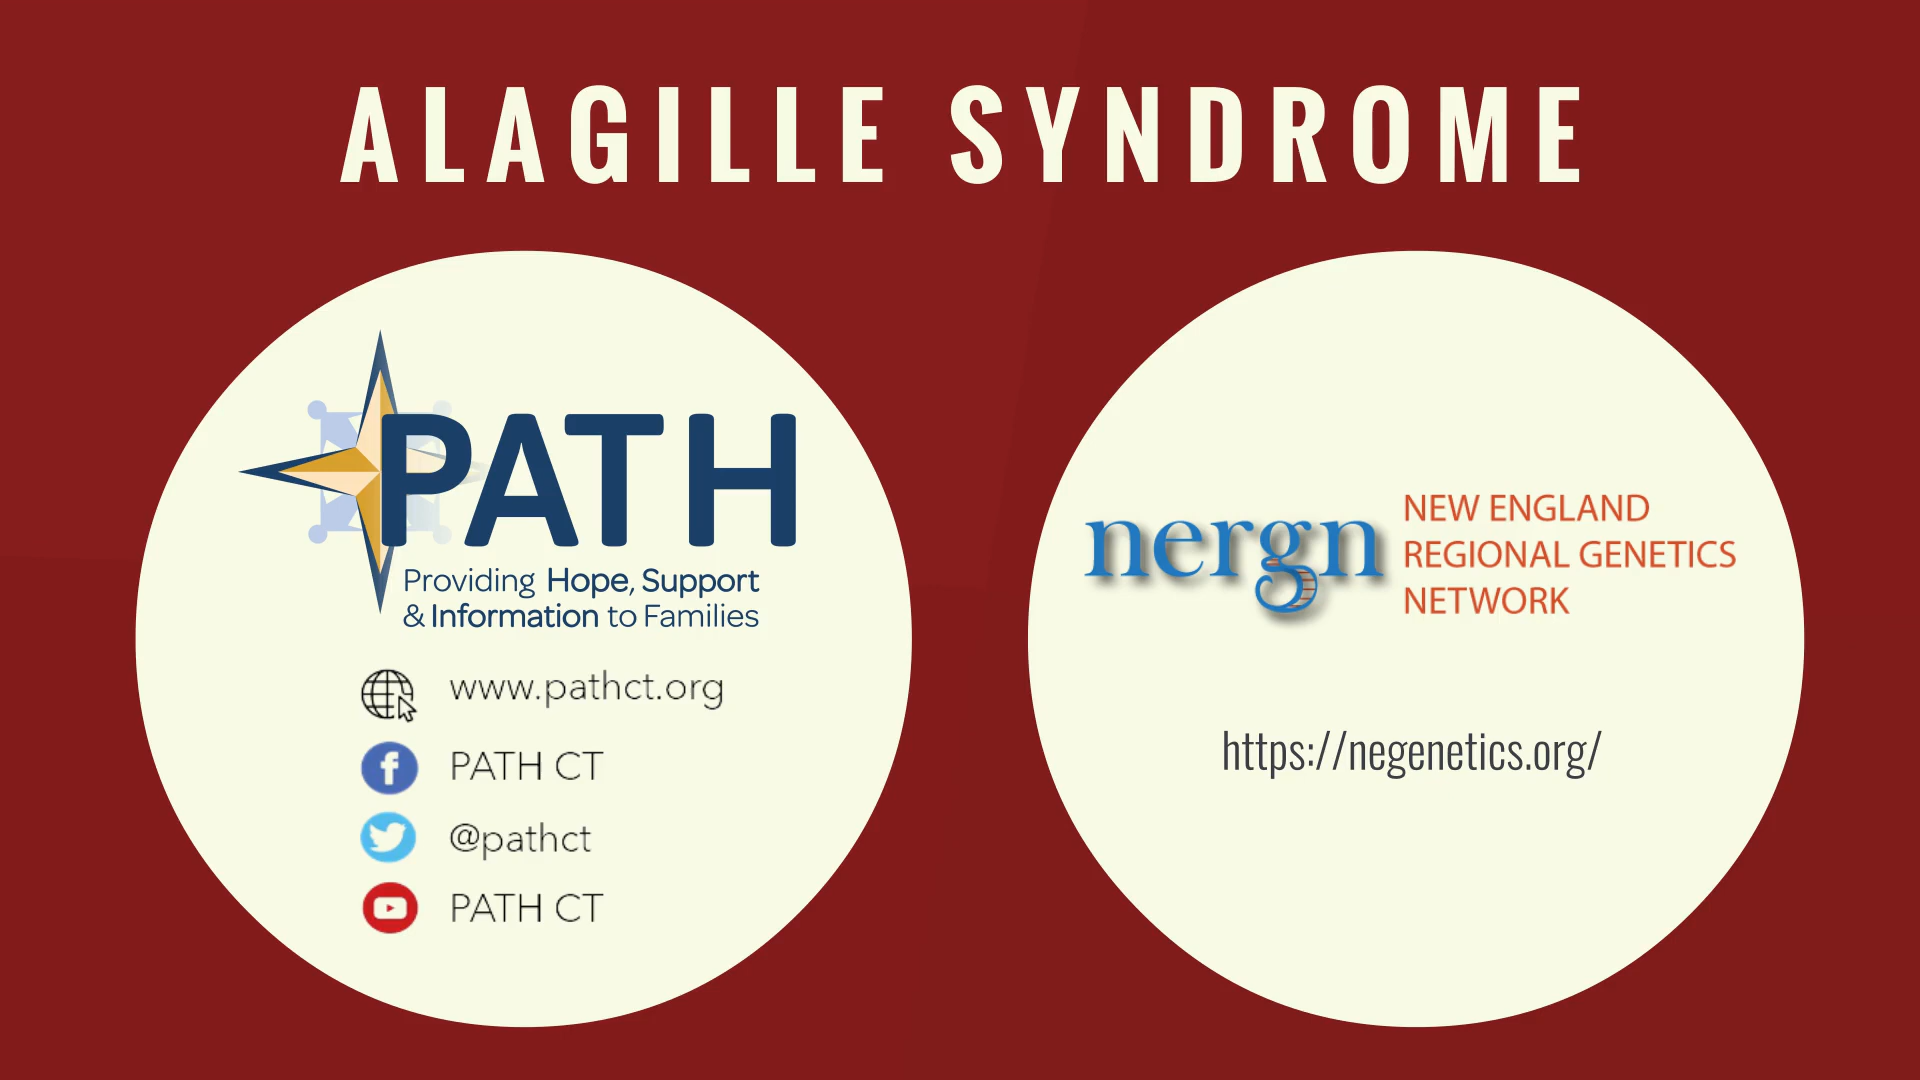 ALAGILLE SYNDROME
PATH
Providing Hope, Support
& Information to Families
www.pathct.org
PATH CT
@pathct
PATH CT
nergn
NEW ENGLAND
REGIONAL GENETICS
NETWORK
https://negenetics.org/